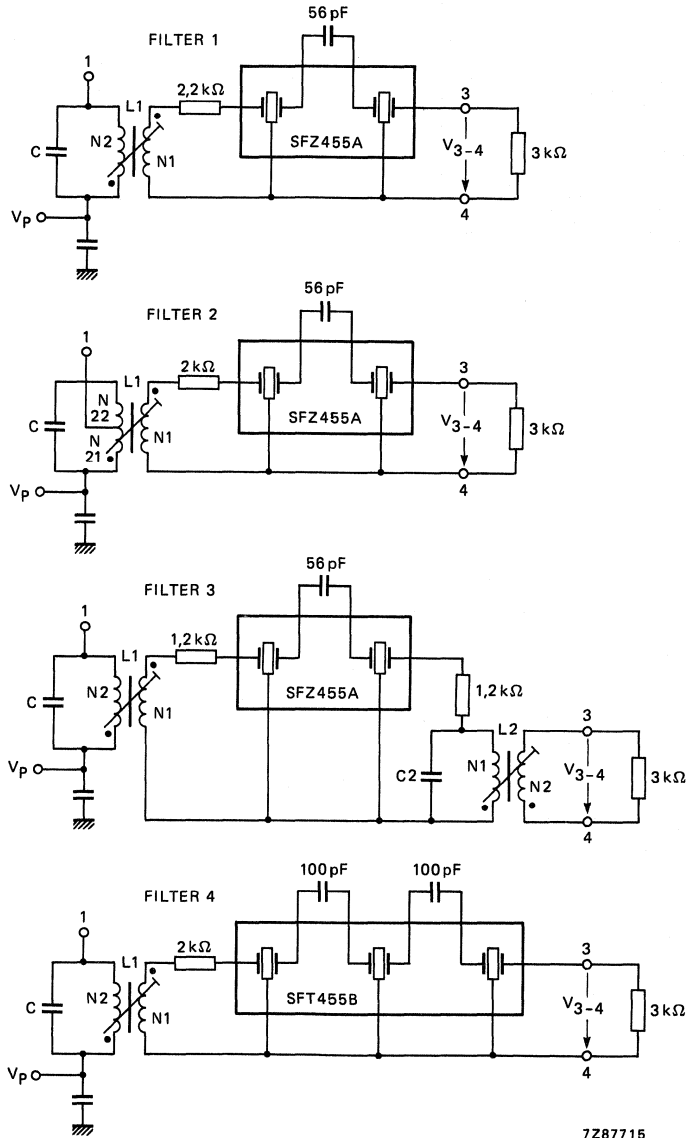 FILTER 1
56 pF
1
2,2 kΩ
L1
3
C
N2
N1
SFZ455A
V3-4
3 kΩ
VP
4
FILTER 2
56 pF
1
2 kΩ
L1
3
C
N
22
N
21
N1
SFZ455A
V3-4
3 kΩ
VP
4
FILTER 3
56 pF
1
1,2 kΩ
L1
C
N2
N1
SFZ455A
1,2 kΩ
L2
3
VP
C2
N1
N2
V3-4
3 kΩ
4
FILTER 4
100 pF
100 pF
1
2 kΩ
L1
3
C
N2
N1
SFT455B
V3-4
3 kΩ
VP
4
7Z87715